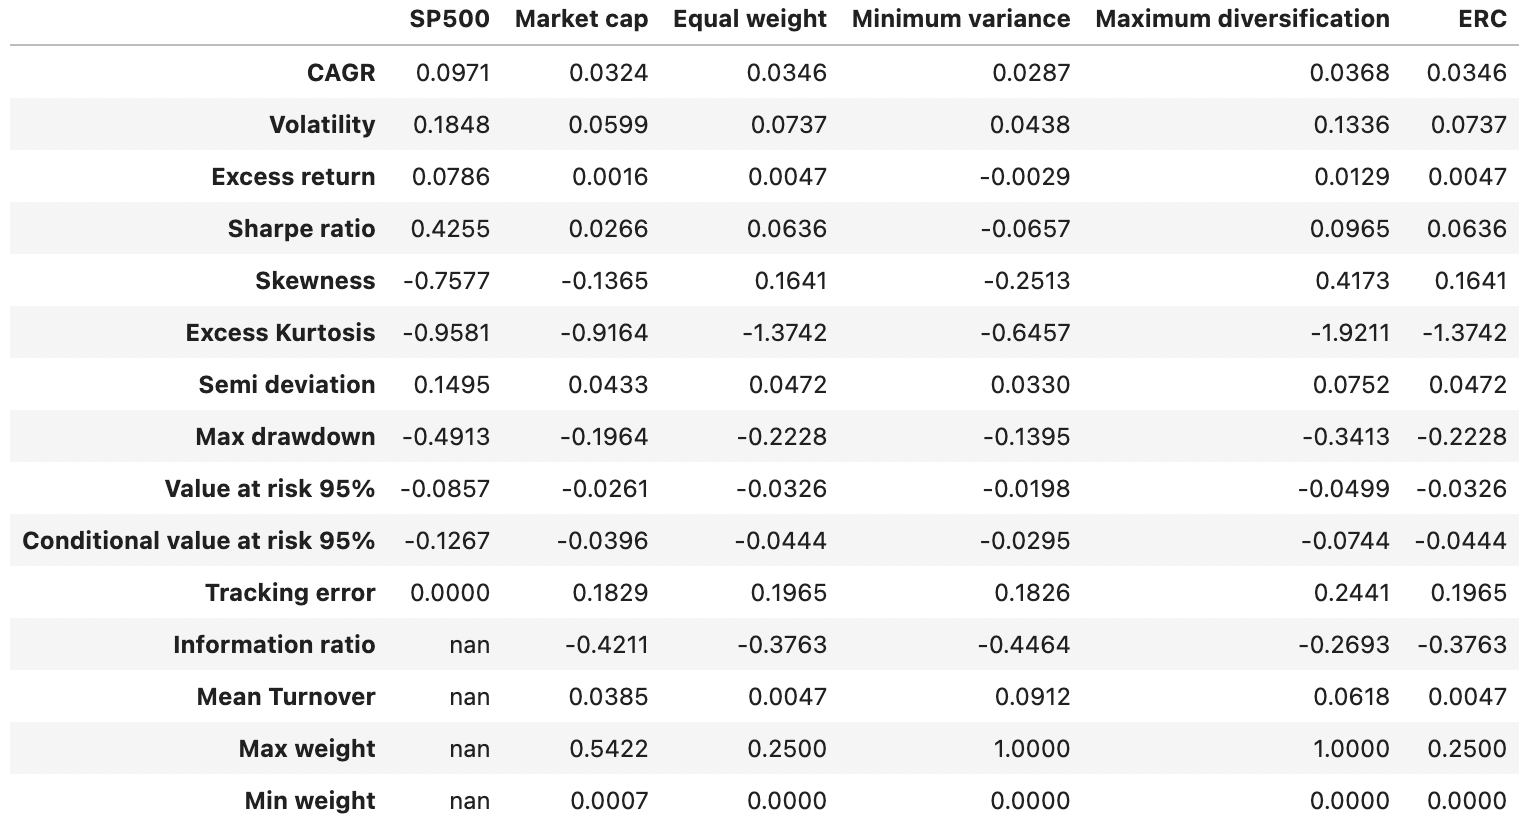 SP500 Market cap Equal weight Minimum variance Maximum diversification ERC
CAGR 0.0971 0.0324 0.0346 0.0287 0.0368 0.0346
Volatility 0.1848 0.0599 0.0737 0.0438 0.1336 0.0737
Excess return 0.0786 0.0016 0.0047 -0.0029 0.0129 0.0047
Sharpe ratio 0.4255 0.0266 0.0636 -0.0657 0.0965 0.0636
Skewness -0.7577 -0.1365 0.1641 -0.2513 0.4173 0.1641
Excess Kurtosis -0.9581 -0.9164 -1.3742 -0.6457 -1.9211 -1.3742
Semi deviation 0.1495 0.0433 0.0472 0.0330 0.0752 0.0472
Max drawdown -0.4913 -0.1964 -0.2228 -0.1395 -0.3413 -0.2228
Value at risk 95% -0.0857 -0.0261 -0.0326 -0.0198 -0.0499 -0.0326
Conditional value at risk 95% -0.1267 -0.0396 -0.0444 -0.0295 -0.0744 -0.0444
Tracking error 0.0000 0.1829 0.1965 0.1826 0.2441 0.1965
Information ratio nan -0.4211 -0.3763 -0.4464 -0.2693 -0.3763
Mean Turnover nan 0.0385 0.0047 0.0912 0.0618 0.0047
Max weight nan 0.5422 0.2500 1.0000 1.0000 0.2500
Min weight nan 0.0007 0.0000 0.0000 0.0000 0.0000